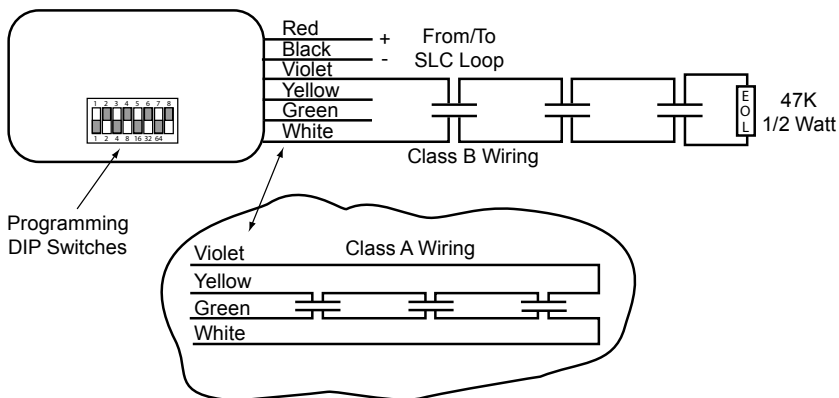 Red
Black
Violet
Yellow
Green
White
+
-
From/To
SLC Loop
Class B Wiring
E
O
L
47K
1/2 Watt
1 2 3 4 5 6 7 8
1 2 4 8 16 32 64
Programming
DIP Switches
Class A Wiring
Violet
Yellow
Green
White